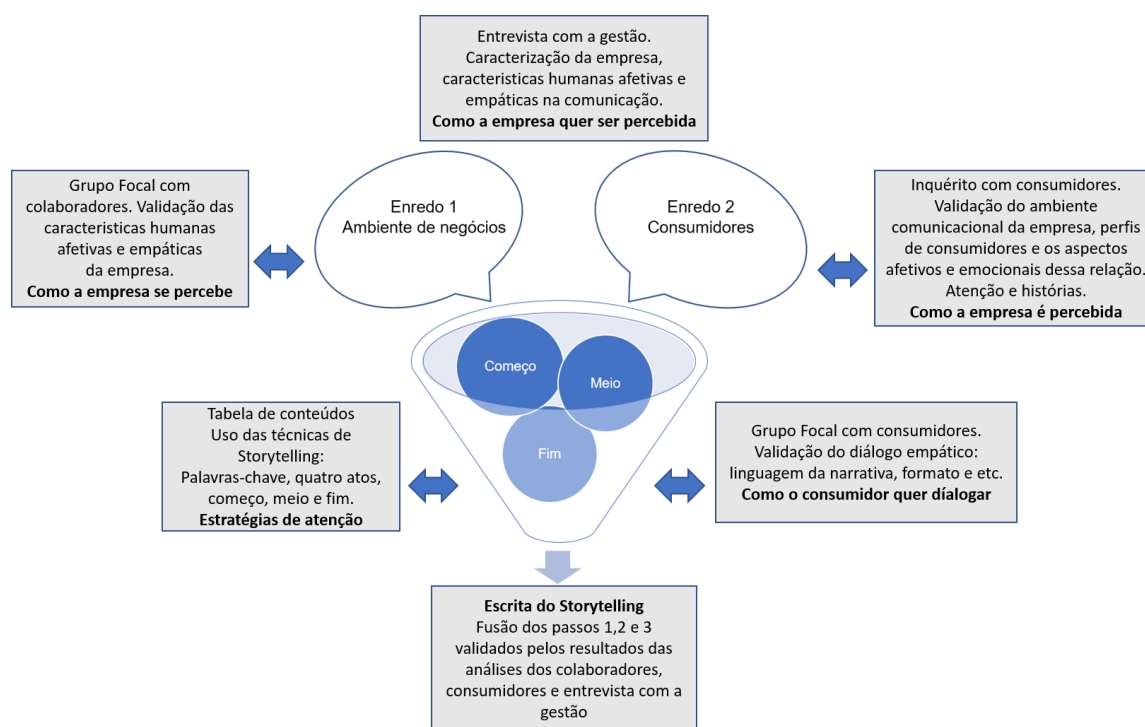 Entrevista com a gestão.
Caracterização da empresa,
caracteristicas humanas afetivas e
empáticas na comunicação.
Como a empresa quer ser percebida
Grupo Focal com
colaboradores. Validação das
caracteristicas humanas
afetivas e empáticas
da empresa.
Como a empresa se percebe
Enredo 1
Ambiente de negócios
Enredo 2
Consumidores
Inquérito com consumidores.
Validação do ambiente
comunicacional da empresa, perfis
de consumidores e os aspectos
afetivos e emocionais dessa relação.
Atenção e histórias.
Como a empresa é percebida
Começo
Meio
Fim
Tabela de conteúdos
Uso das técnicas de
Storytelling:
Palavras-chave, quatro atos,
começo, meio e fim.
Estratégias de atenção
Grupo Focal com consumidores.
Validação do diálogo empático:
linguagem da narrativa, formato e etc.
Como o consumidor quer díalogar
Escrita do Storytelling
Fusão dos passos 1,2 e 3
validados pelos resultados das
análises dos colaboradores,
consumidores e entrevista com a
gestão